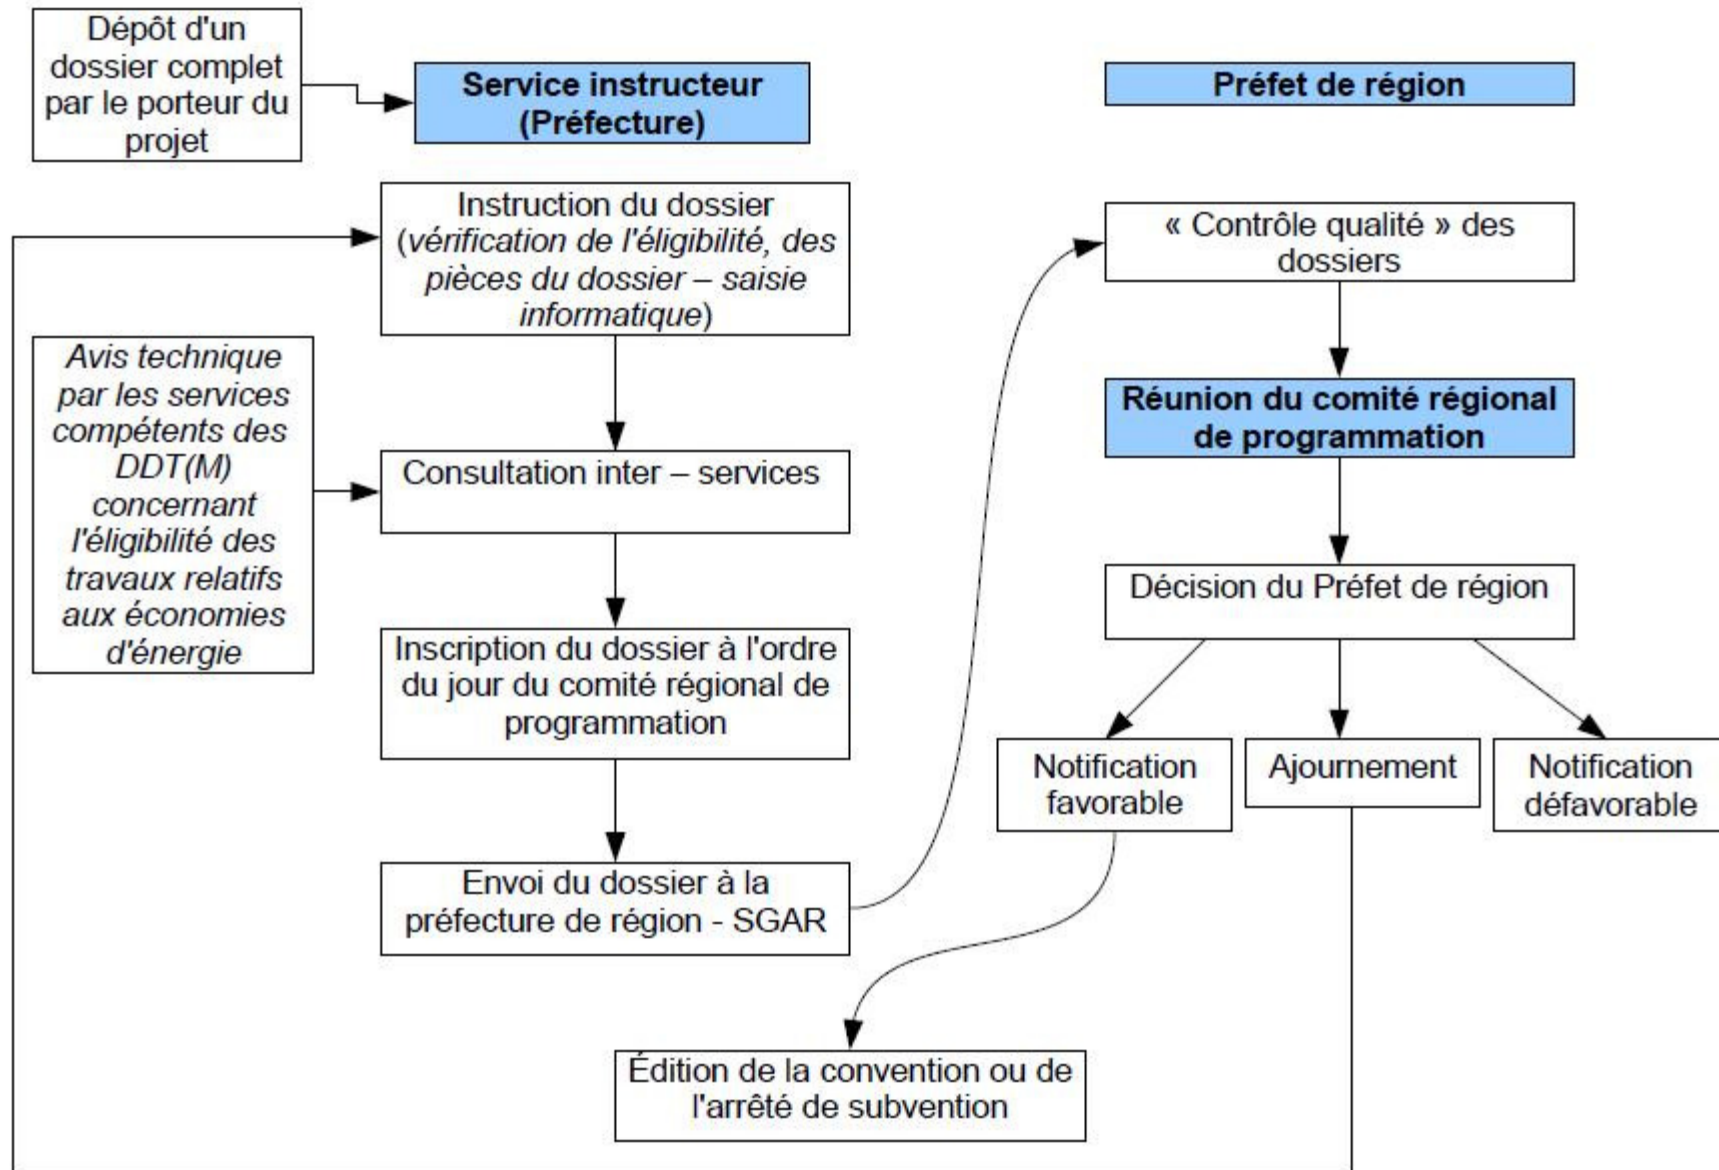 Dépôt d'un
dossier complet
par le porteur du
projet
Service instructeur
(Préfecture)
Préfet de région
Instruction du dossier
(vérification de l'éligibilité, des
pièces du dossier – saisie
informatique)
« Contrôle qualité » des
dossiers
Avis technique
par les services
compétents des
DDT(M)
concernant
l'éligibilité des
travaux relatifs
aux économies
d'énergie
Réunion du comité régional
de programmation
Consultation inter – services
Décision du Préfet de région
Inscription du dossier à l'ordre
du jour du comité régional de
programmation
Notification
favorable
Ajournement
Notification
défavorable
Envoi du dossier à la
préfecture de région - SGAR
Édition de la convention ou de
l'arrêté de subvention